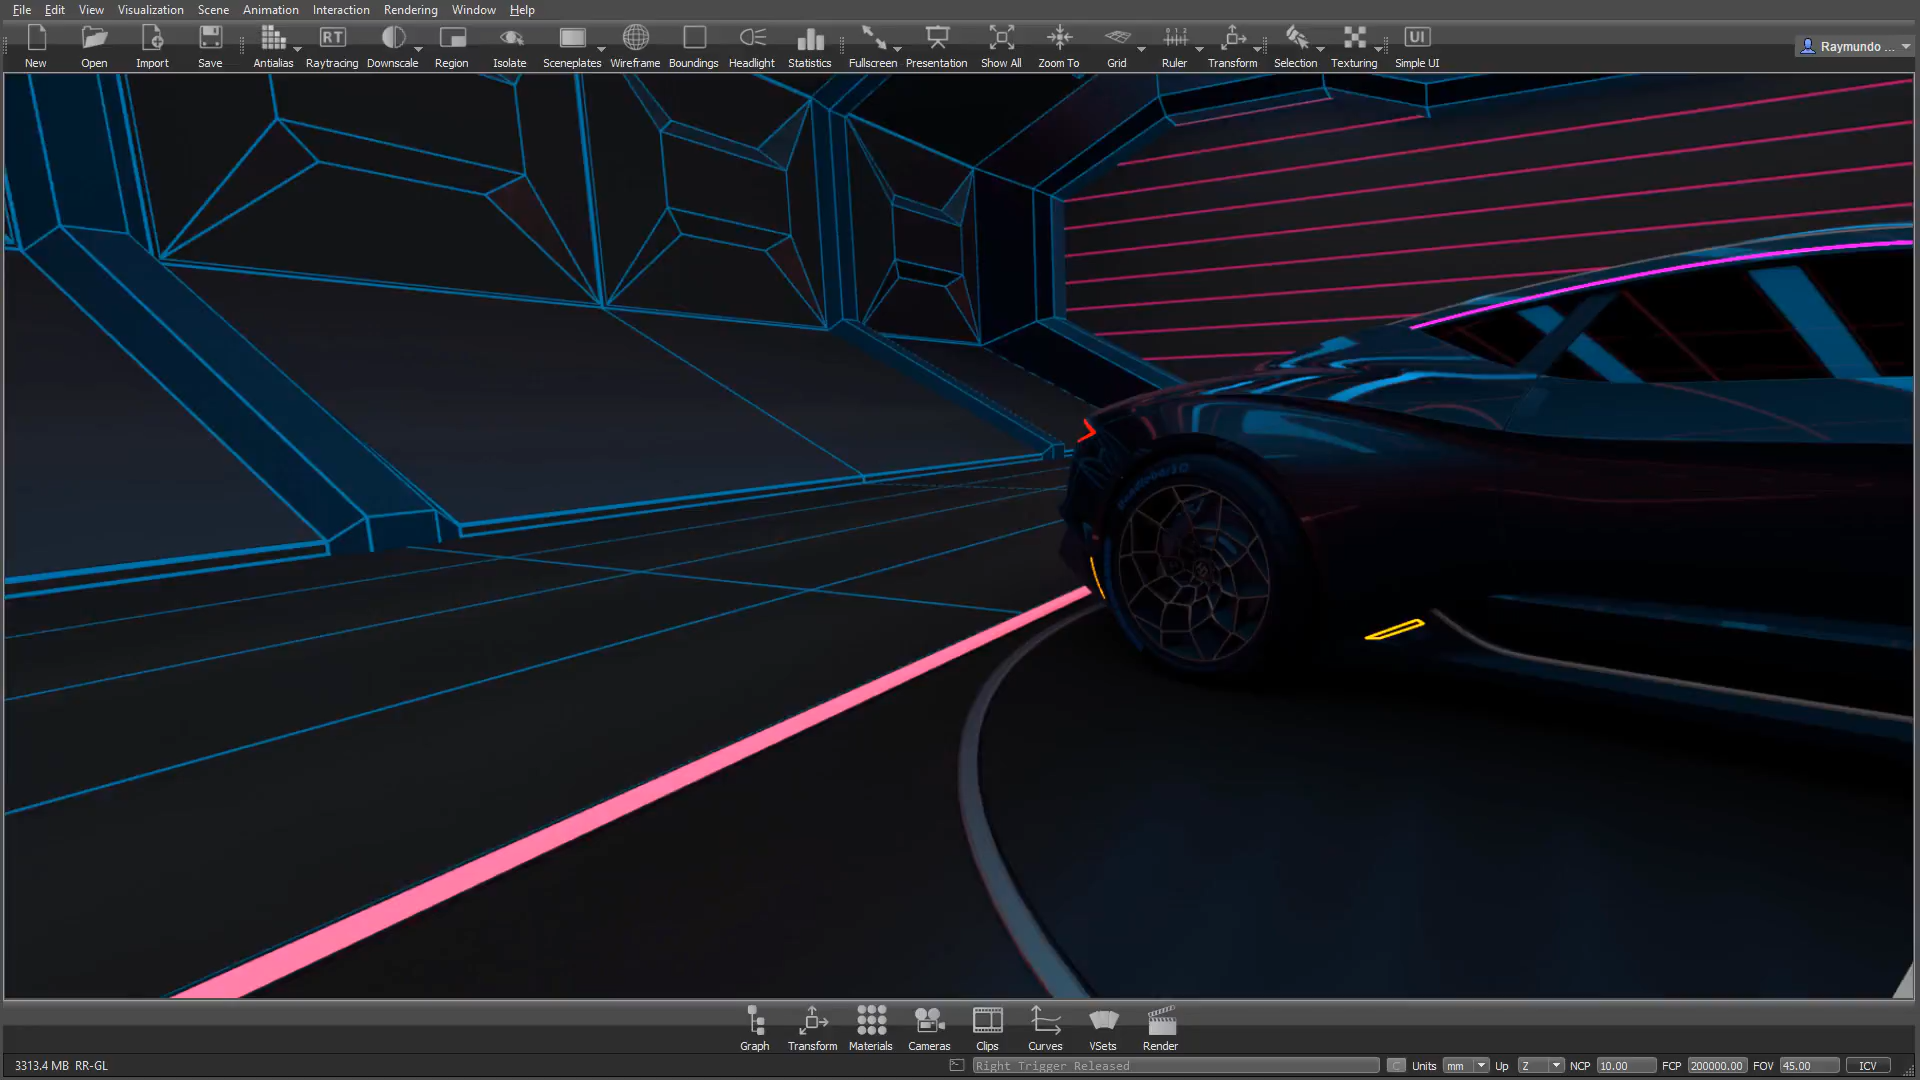 File Edit View Visualization Scene Animation Interaction Rendering Window Help
RT UI
New Open Import Save Antialias Raytracing Downscale Region Isolate Sceneplates Wireframe Boundings Headlight Statistics Fullscreen Presentation Show All Zoom To Grid Ruler Transform Selection Texturing Simple UI
Raymundo ...
Graph Transform Materials Cameras Clips Curves VSets Render
3313.4 MB RR-GL Right Trigger Released C Units mm Up Z NCP 10.00 FCP 200000.00 FOV 45.00 ICV